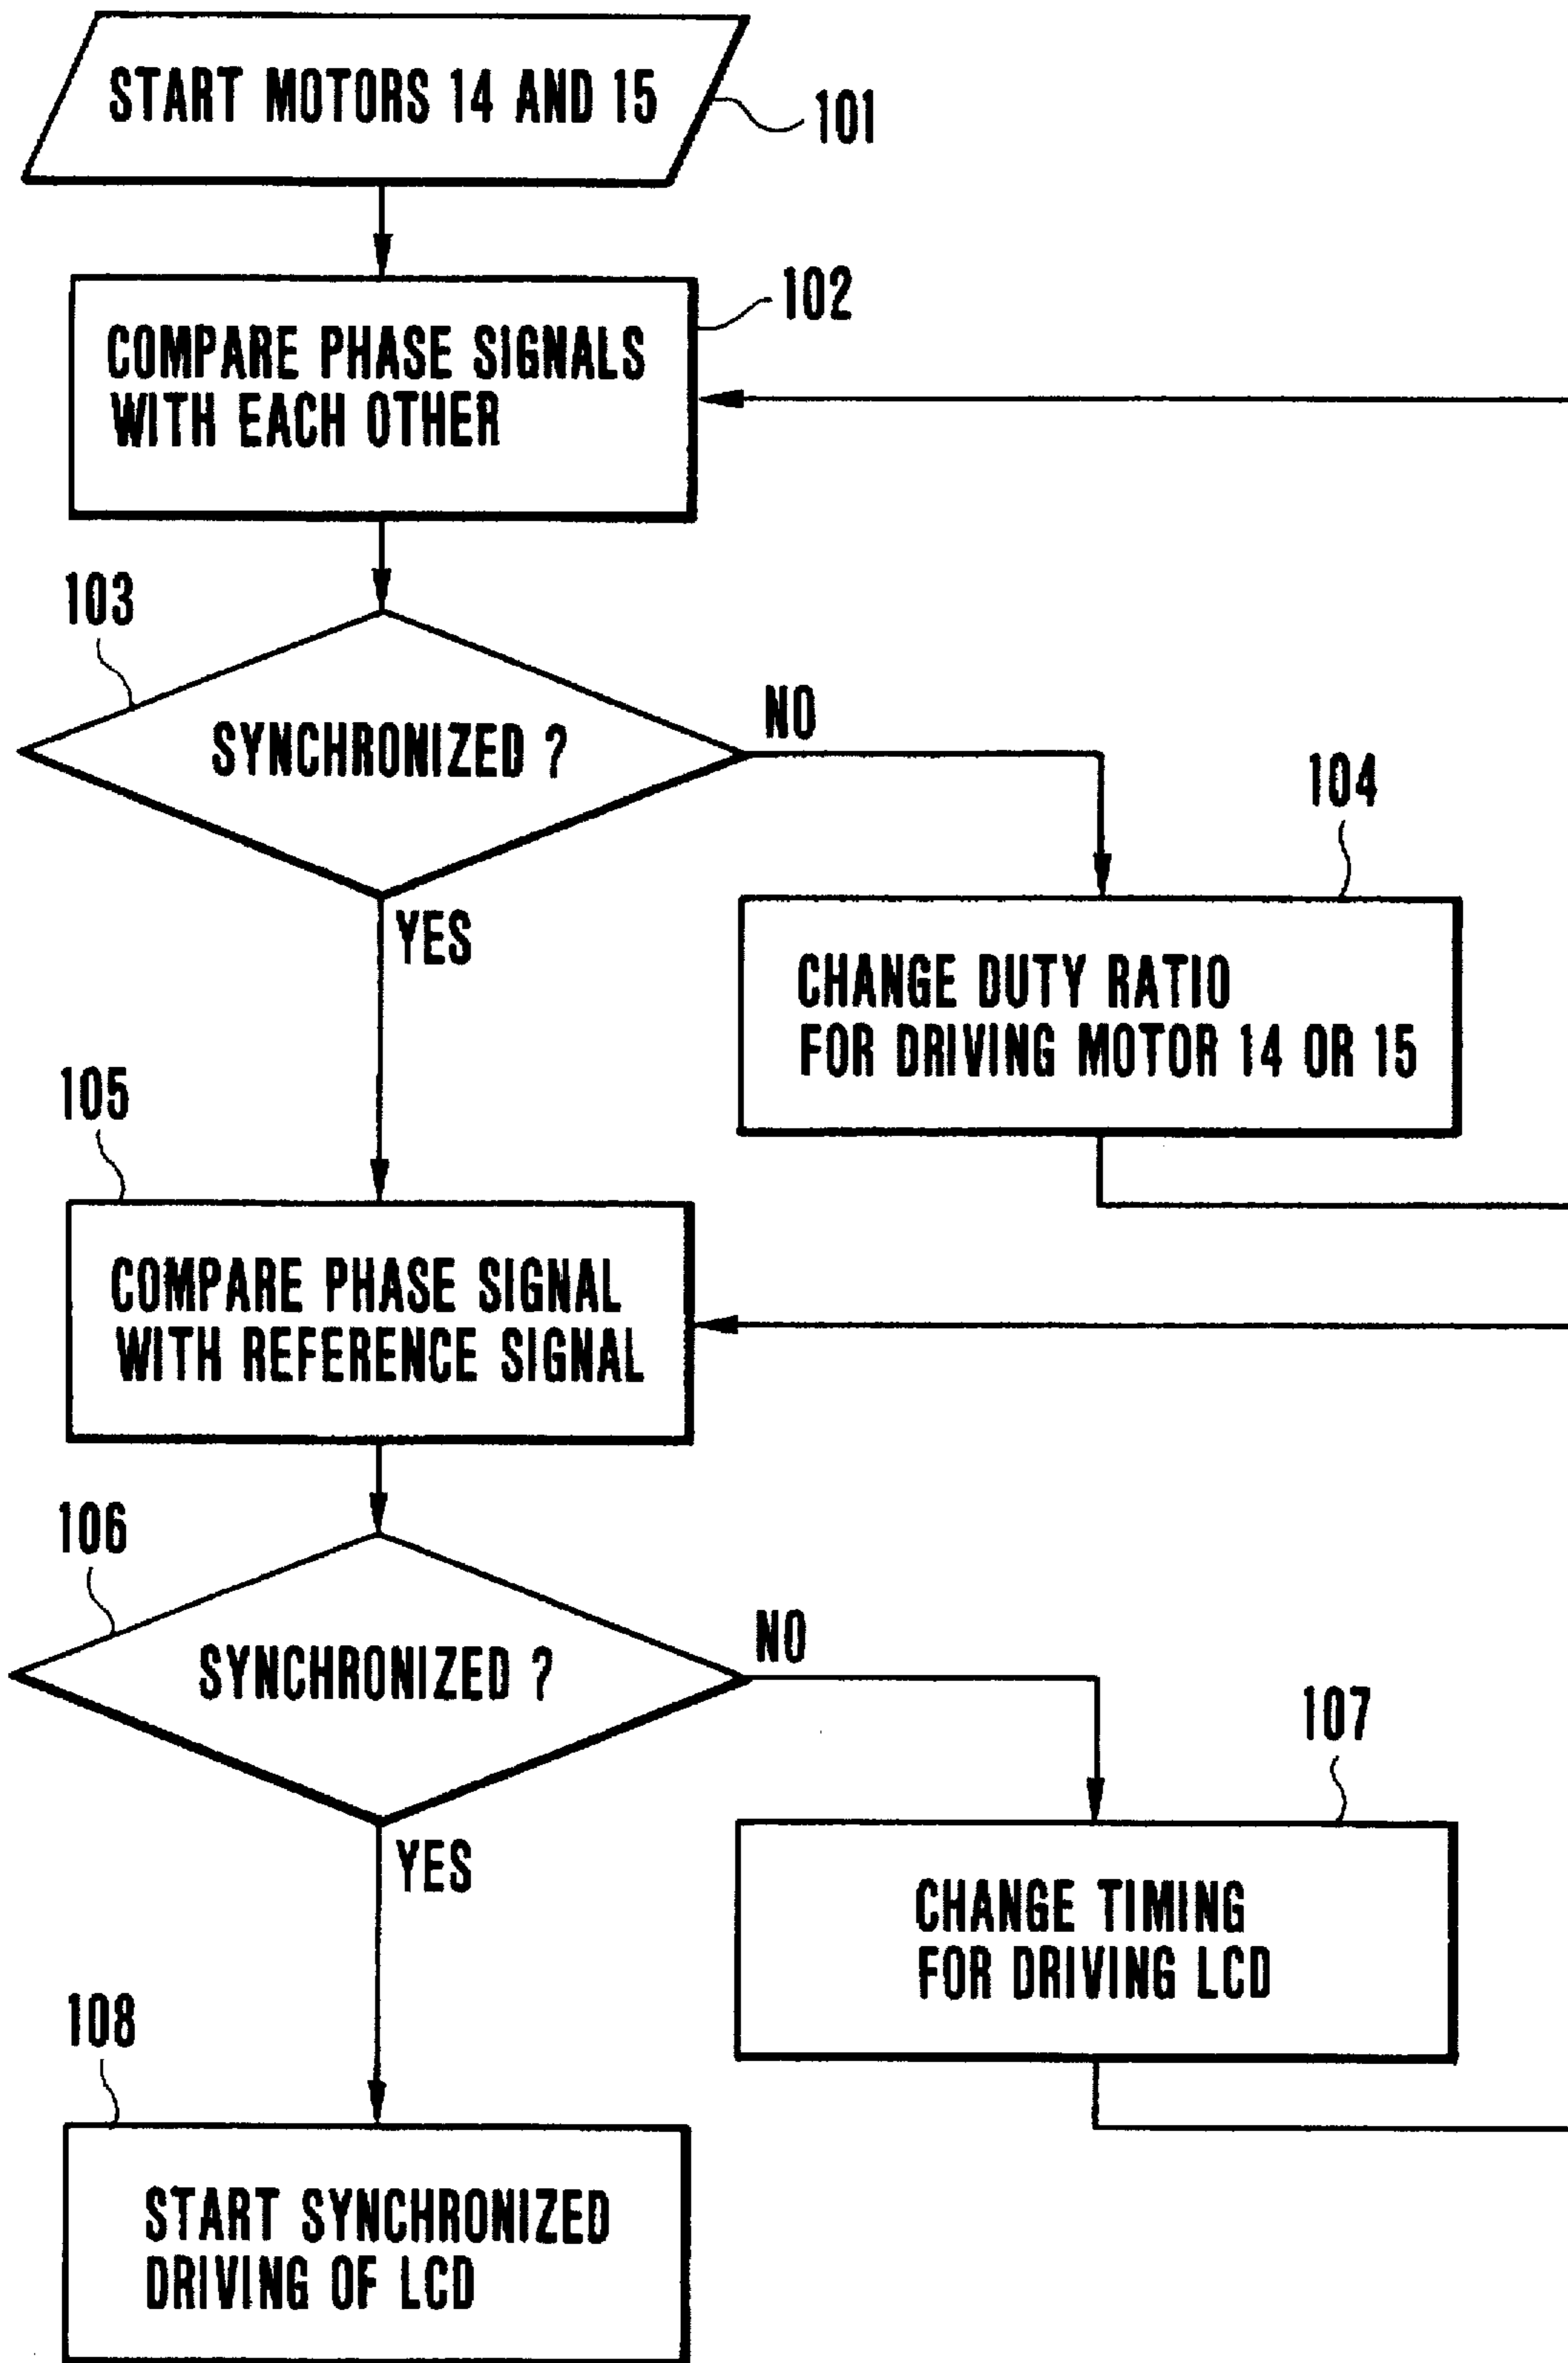 START MOTORS 14 AND 15
101
102
COMPARE PHASE SIGNALS
WITH EACH OTHER
103
SYNCHRONIZED ?
NO
YES
104
CHANGE DUTY RATIO
FOR DRIVING MOTOR 14 OR 15
105
COMPARE PHASE SIGNAL
WITH REFERENCE SIGNAL
106
SYNCHRONIZED ?
NO
YES
107
CHANGE TIMING
FOR DRIVING LCD
108
START SYNCHRONIZED
DRIVING OF LCD